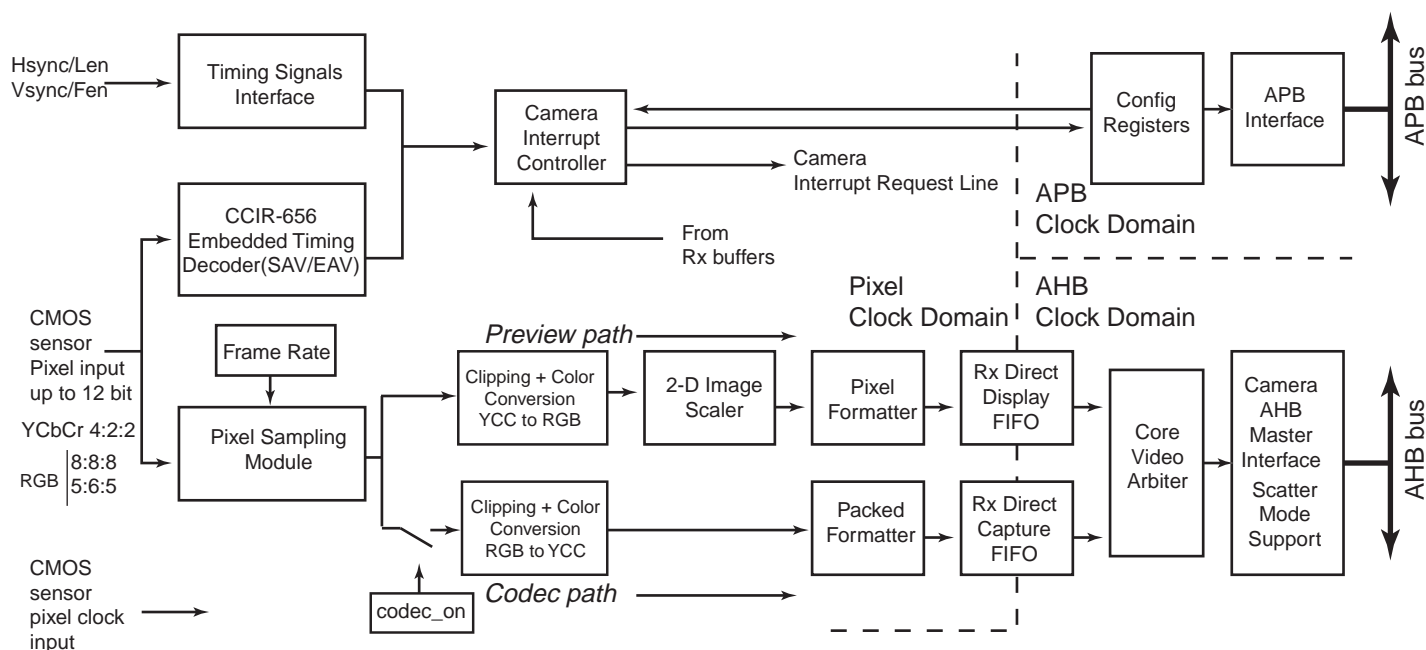 Hsync/Len
Vsync/Fen
Timing Signals
Interface
Camera
Interrupt
Controller
Config
Registers
APB
Interface
APB bus
Camera
Interrupt Request Line
APB
Clock Domain
CCIR-656
Embedded Timing
Decoder(SAV/EAV)
From
Rx buffers
Pixel
Clock Domain
AHB
Clock Domain
CMOS
sensor
Pixel input
up to 12 bit
YCbCr 4:2:2
RGB
8:8:8
5:6:5
Frame Rate
Pixel Sampling
Module
Preview path
Clipping + Color
Conversion
YCC to RGB
2-D Image
Scaler
Pixel
Formatter
Rx Direct
Display
FIFO
Core
Video
Arbiter
Camera
AHB
Master
Interface
Scatter
Mode
Support
AHB bus
Clipping + Color
Conversion
RGB to YCC
Packed
Formatter
Rx Direct
Capture
FIFO
Codec path
codec_on
CMOS
sensor
pixel clock
input